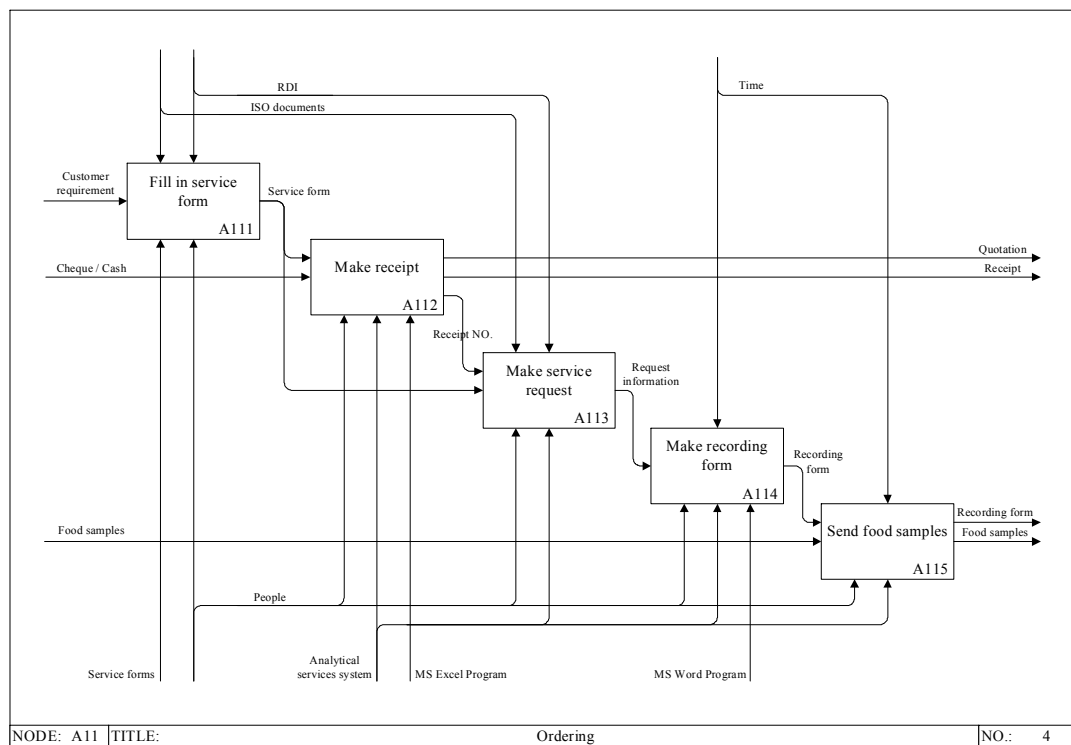 RDI
ISO documents
Time
Customer
requirement
Fill in service
form
A111
Service form
Cheque / Cash
Make receipt
A112
Quotation
Receipt
Receipt NO.
Make service
request
A113
Request
information
Make recording
form
A114
Recording
form
Food samples
Send food samples
A115
Recording form
Food samples
People
Service forms
Analytical
services system
MS Excel Program
MS Word Program
NODE: A11
TITLE:
Ordering
NO.: 4